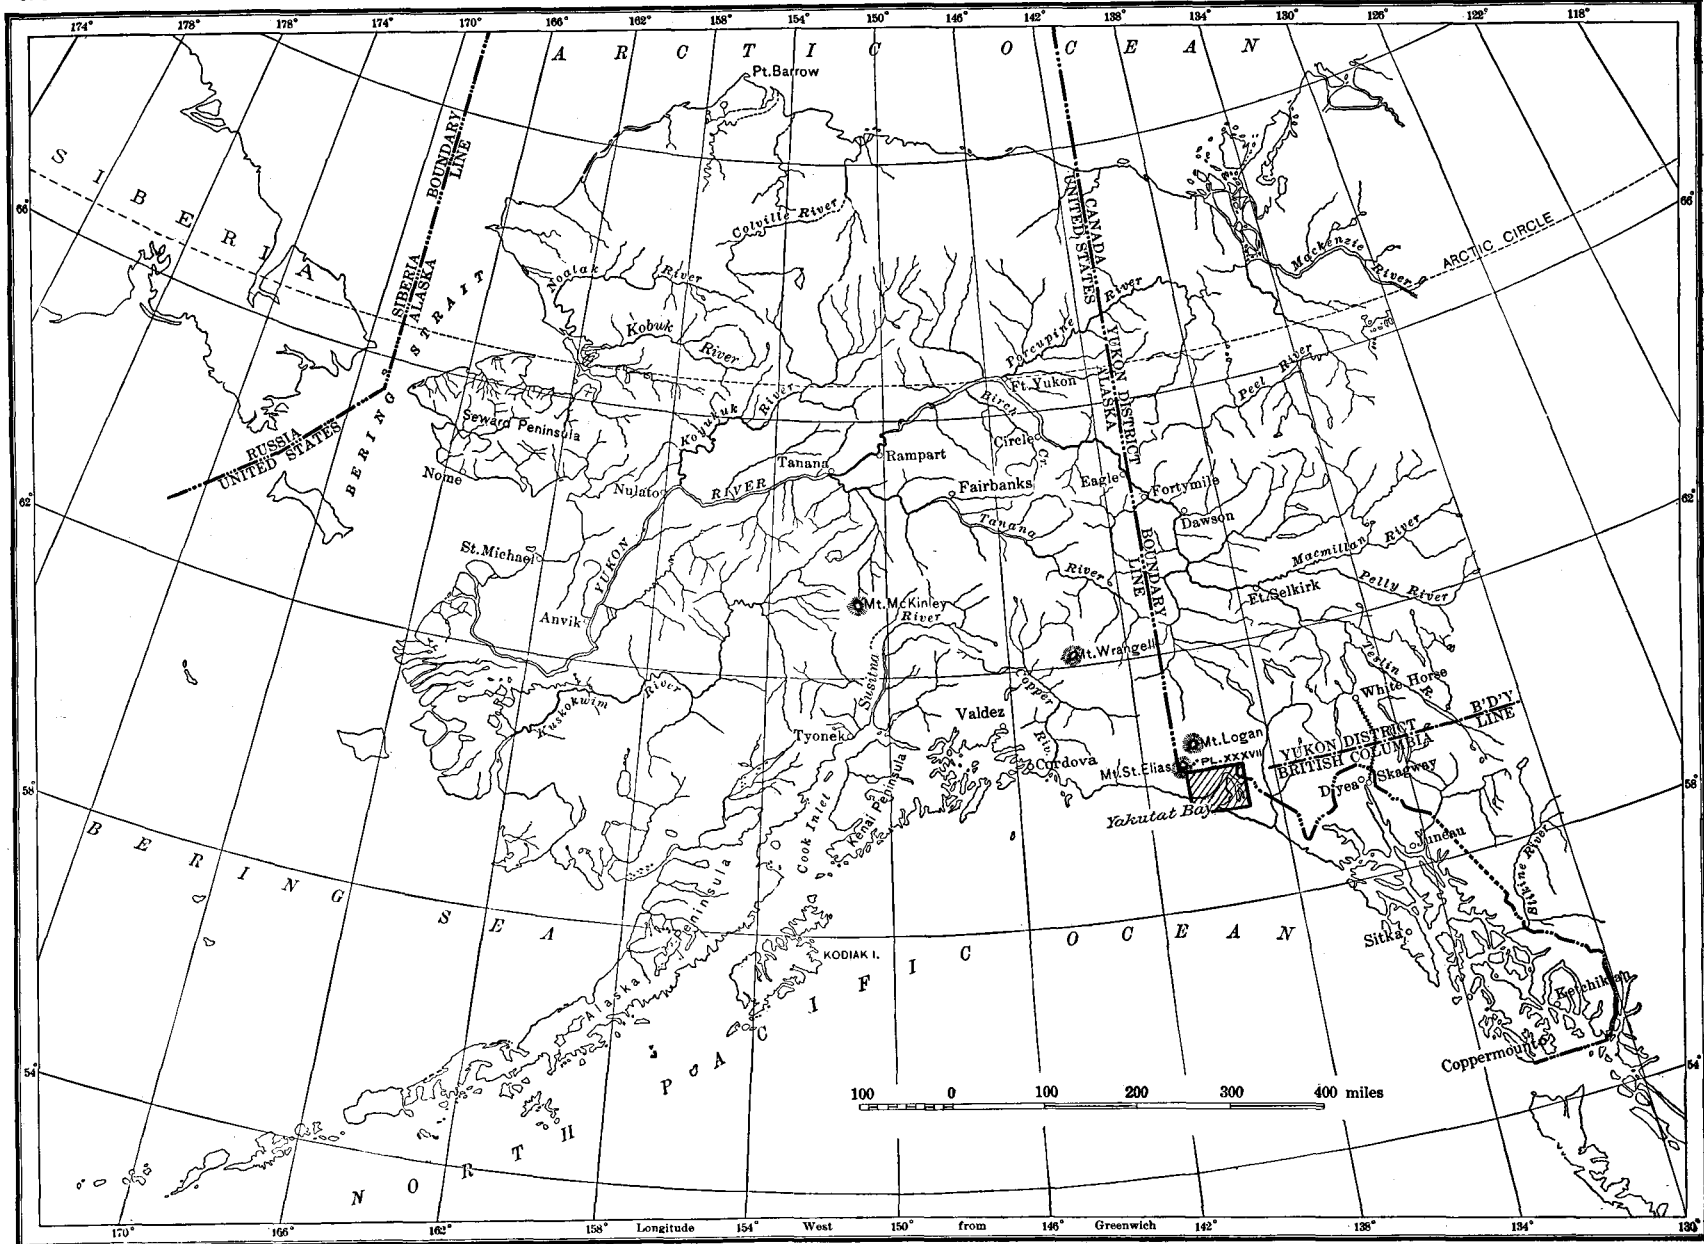 174° 178° 178° 174° 170° 166° 162° 158° 154° 150° 146° 142° 138° 134° 130° 126° 122° 118°
ARCTIC OCEAN
Pt. Barrow
SIBERIA
BOUNDARY
LINE
SIBERIA
ALASKA
BERING STRAIT
66°
66°
Colville River
Noatak River
Kobuk River
CANADA
UNITED STATES
Mackenzie River
ARCTIC CIRCLE
Porcupine River
Ft. Yukon
YUKON DISTRICT
ALASKA
Peel River
Koyukuk River
Birch Cr.
Circle
Seward Peninsula
RUSSIA
UNITED STATES
Nome
Nulato
YUKON RIVER
Tanana
Rampart
Fairbanks
Eagle
Fortymile
Dawson
62°
62°
St. Michael
Tanana River
BOUNDARY
LINE
Macmillan River
Pelly River
Ft. Selkirk
Anvik
Mt. McKinley
Susitna River
Mt. Wrangell
Teslin R.
White Horse
Kuskokwim River
Copper Riv.
Valdez
Tyonek
Cordova
Mt. Logan
Mt. St. Elias
PL. XXXVII
YUKON DISTRICT
BRITISH COLUMBIA
B'D'Y
LINE
Skagway
Dyea
58°
58°
Yakutat Bay
Cook Inlet
Kenai Peninsula
Juneau
Stikine River
BERING SEA
Alaska Peninsula
KODIAK I.
Sitka
Ketchikan
Coppermount
NORTH PACIFIC OCEAN
54°
54°
100 0 100 200 300 400 miles
170° 166° 162° 158° Longitude 154° West 150° from 146° Greenwich 142° 138° 134° 130°